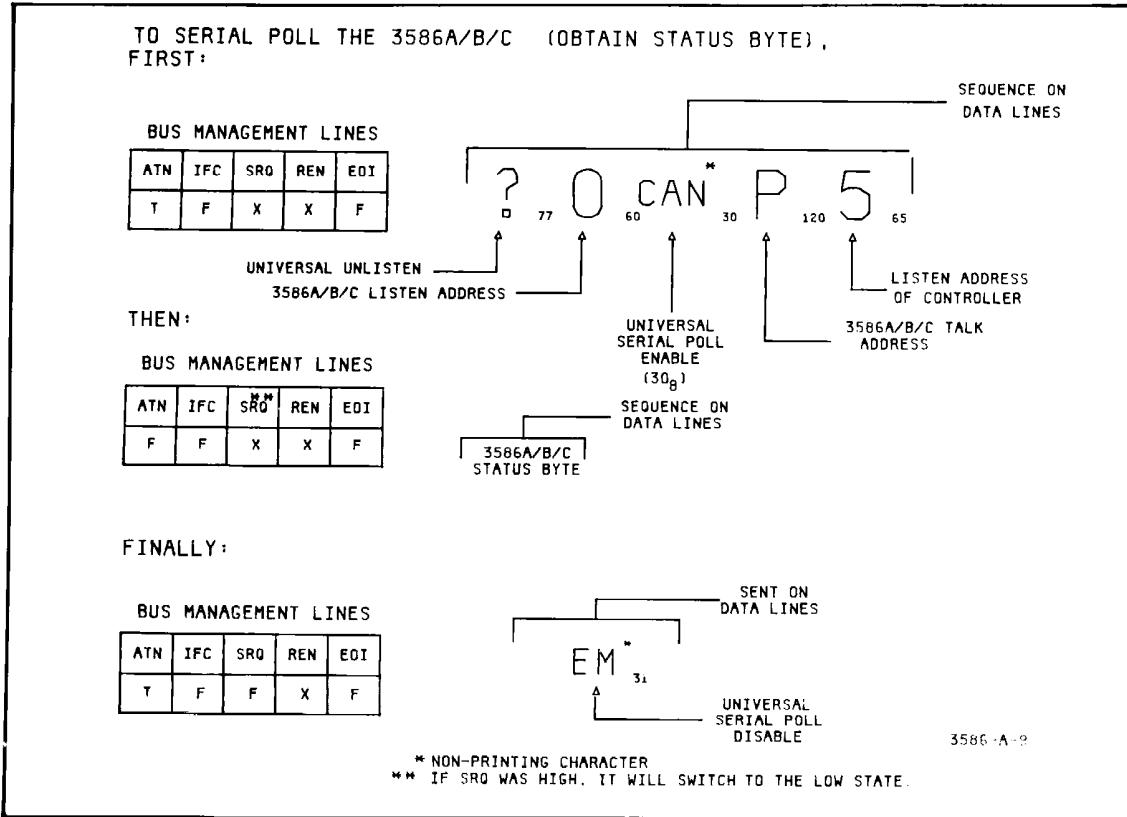 TO SERIAL POLL THE 3586A/B/C (OBTAIN STATUS BYTE),
FIRST:
SEQUENCE ON
DATA LINES
BUS MANAGEMENT LINES
ATN IFC SRQ REN EOI
T F X X F
? 77 0 60 CAN* 30 P 120 5 65
UNIVERSAL UNLISTEN
3586A/B/C LISTEN ADDRESS
UNIVERSAL
SERIAL POLL
ENABLE
(30₈)
3586A/B/C TALK
ADDRESS
LISTEN ADDRESS
OF CONTROLLER
THEN:
BUS MANAGEMENT LINES
ATN IFC SRQ** REN EOI
F F X X F
SEQUENCE ON
DATA LINES
3586A/B/C
STATUS BYTE
FINALLY:
BUS MANAGEMENT LINES
ATN IFC SRQ REN EOI
T F F X F
SENT ON
DATA LINES
EM* 31
UNIVERSAL
SERIAL POLL
DISABLE
3586-A-9
* NON-PRINTING CHARACTER
** IF SRQ WAS HIGH, IT WILL SWITCH TO THE LOW STATE.